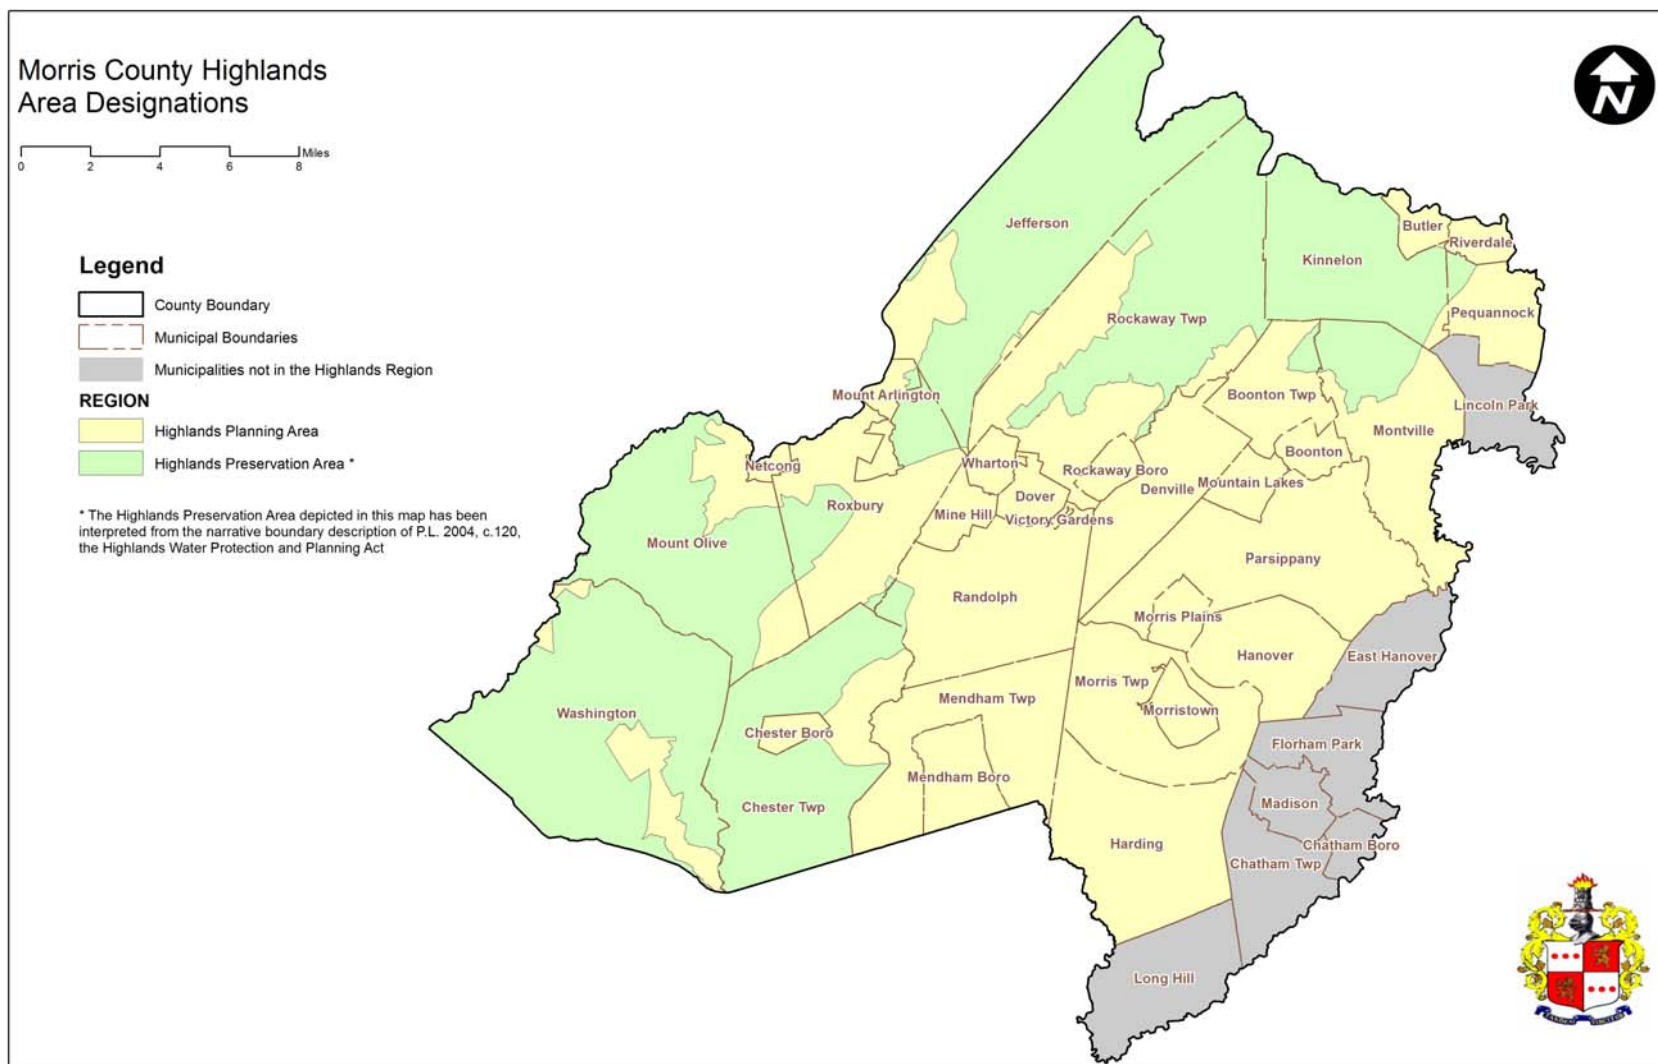 Morris County Highlands
Area Designations
Miles
0 2 4 6 8
N
Legend
County Boundary
Municipal Boundaries
Municipalities not in the Highlands Region
REGION
Highlands Planning Area
Highlands Preservation Area *
* The Highlands Preservation Area depicted in this map has been
interpreted from the narrative boundary description of P.L. 2004, c.120,
the Highlands Water Protection and Planning Act
Jefferson
Butler
Riverdale
Kinnelon
Pequannock
Rockaway Twp
Mount Arlington
Boonton Twp
Lincoln Park
Montville
Netcong
Wharton
Rockaway Boro
Boonton
Denville
Mountain Lakes
Roxbury
Dover
Mine Hill
Victory Gardens
Mount Olive
Parsippany
Randolph
Morris Plains
Hanover
East Hanover
Morris Twp
Mendham Twp
Washington
Morristown
Chester Boro
Florham Park
Mendham Boro
Madison
Chester Twp
Harding
Chatham Boro
Chatham Twp
Long Hill